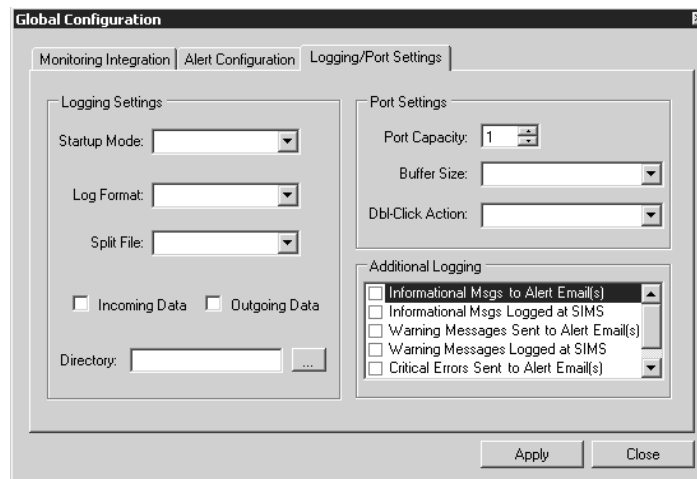 Global Configuration
Monitoring Integration
Alert Configuration
Logging/Port Settings
Logging Settings
Startup Mode:
Log Format:
Split File:
Incoming Data
Outgoing Data
Directory:
...
Port Settings
Port Capacity: 1
Buffer Size:
Dbl-Click Action:
Additional Logging
Informational Msgs to Alert Email(s)
Informational Msgs Logged at SIMS
Warning Messages Sent to Alert Email(s)
Warning Messages Logged at SIMS
Critical Errors Sent to Alert Email(s)
Apply
Close